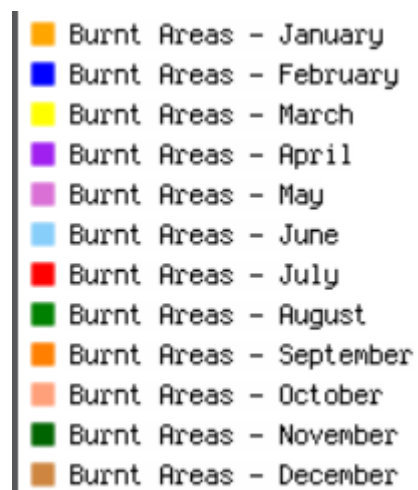 Burnt Areas - January
Burnt Areas - February
Burnt Areas - March
Burnt Areas - April
Burnt Areas - May
Burnt Areas - June
Burnt Areas - July
Burnt Areas - August
Burnt Areas - September
Burnt Areas - October
Burnt Areas - November
Burnt Areas - December